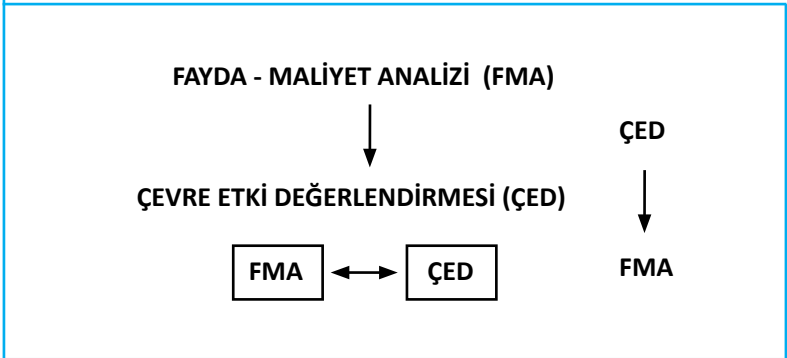 FAYDA - MALİYET ANALİZİ (FMA)
ÇED
ÇEVRE ETKİ DEĞERLENDİRMESİ (ÇED)
FMA
ÇED
FMA